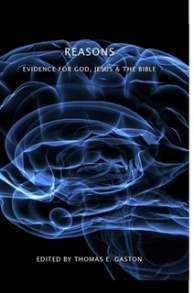 REASONS
EVIDENCE FOR GOD, JESUS & THE BIBLE
EDITED BY THOMAS E. GASTON